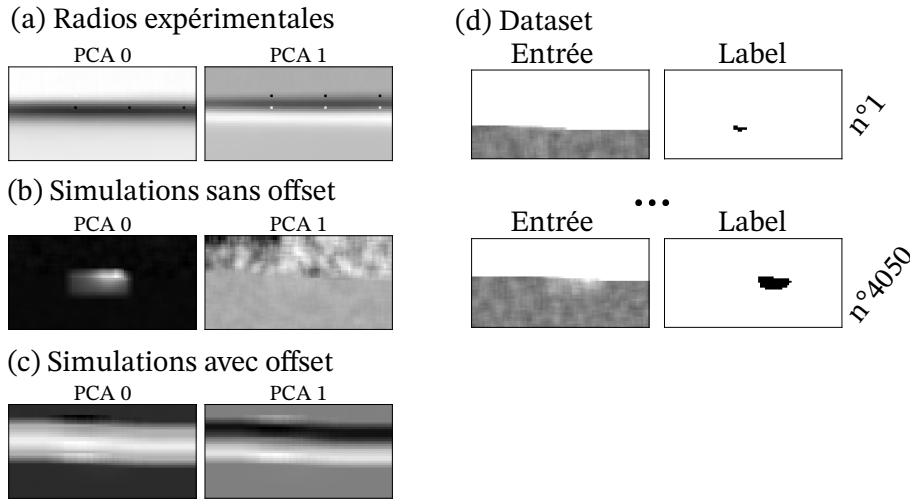 (a) Radios expérimentales
PCA 0
PCA 1
(b) Simulations sans offset
PCA 0
PCA 1
(c) Simulations avec offset
PCA 0
PCA 1
(d) Dataset
Entrée
Label
n°1
...
Entrée
Label
n°4050